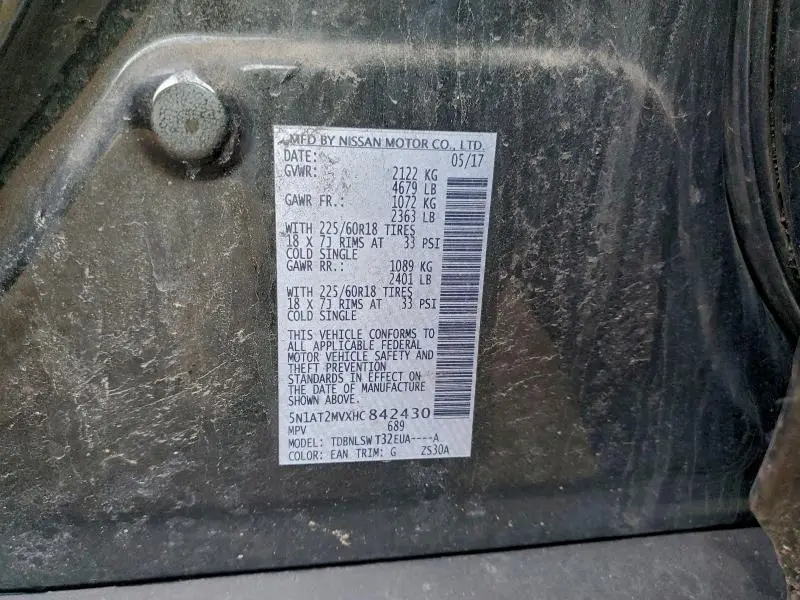 MFD BY NISSAN MOTOR CO., LTD.
DATE: 05/17
GVWR: 2122 KG
4679 LB
GAWR FR.: 1072 KG
2363 LB
WITH 225/60R18 TIRES
18 X 7J RIMS AT 33 PSI
COLD SINGLE
GAWR RR.: 1089 KG
2401 LB
WITH 225/60R18 TIRES
18 X 7J RIMS AT 33 PSI
COLD SINGLE
THIS VEHICLE CONFORMS TO
ALL APPLICABLE FEDERAL
MOTOR VEHICLE SAFETY AND
THEFT PREVENTION
STANDARDS IN EFFECT ON
THE DATE OF MANUFACTURE
SHOWN ABOVE.
5N1AT2MVXHC842430
MPV 689
MODEL: TDBNLSW T32EUA----A
COLOR: EAN TRIM: G ZS30A